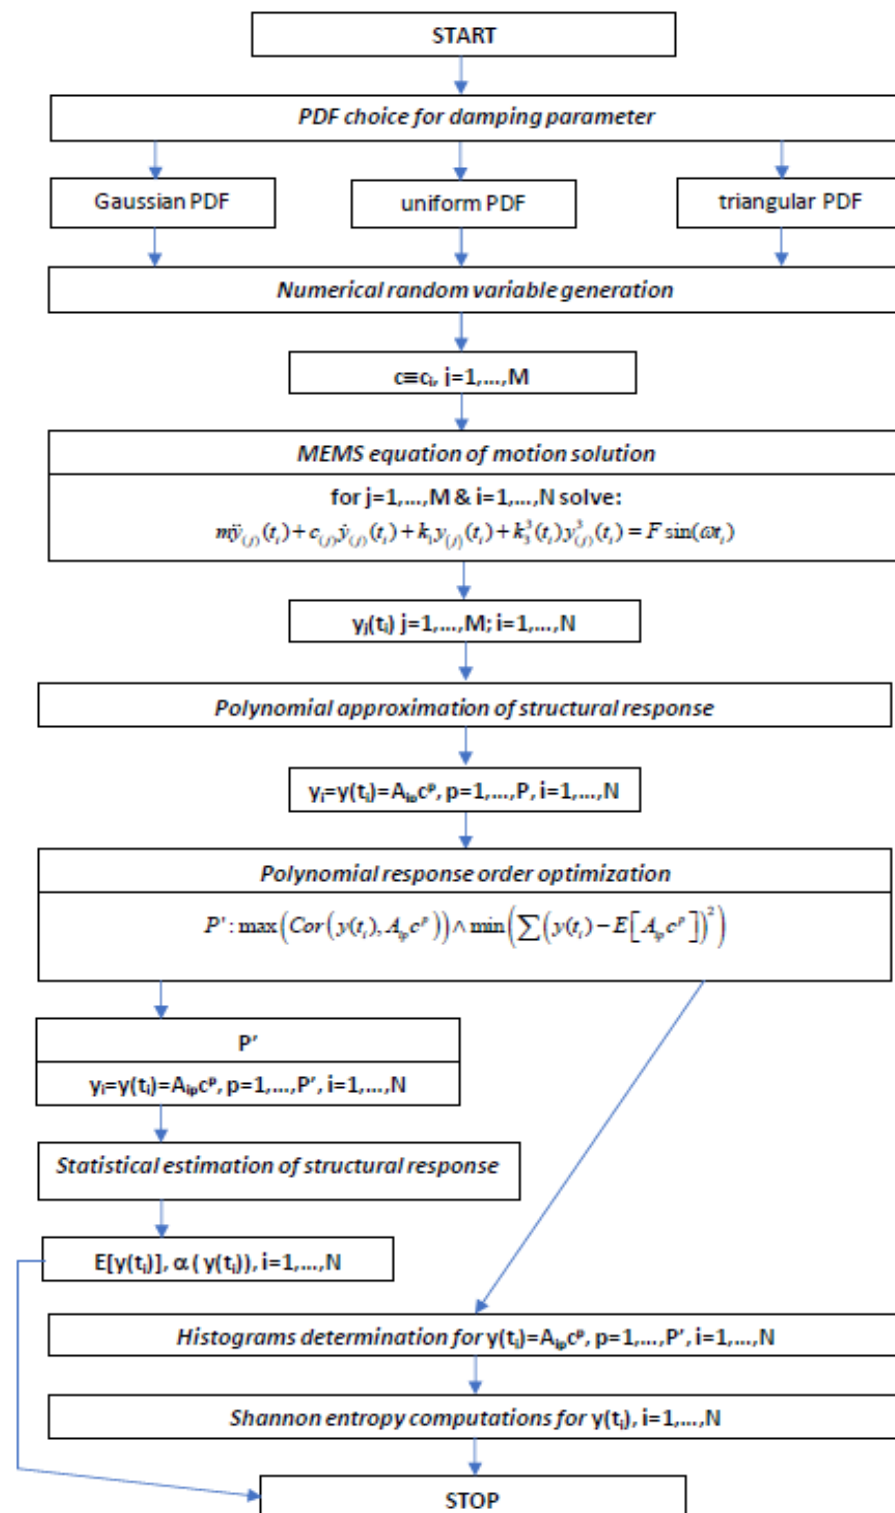 START
PDF choice for damping parameter
Gaussian PDF
uniform PDF
triangular PDF
Numerical random variable generation
c≡cᵢ, j=1,...,M
MEMS equation of motion solution
for j=1,...,M & i=1,...,N solve:
mÿ₍ⱼ₎(tᵢ)+c₍ⱼ₎ẏ₍ⱼ₎(tᵢ)+k₁y₍ⱼ₎(tᵢ)+k₃³(tᵢ)y³₍ⱼ₎(tᵢ)=F sin(ϖtᵢ)
yⱼ(tᵢ) j=1,...,M; i=1,...,N
Polynomial approximation of structural response
yᵢ=y(tᵢ)=Aᵢₚcᵖ, p=1,...,P, i=1,...,N
Polynomial response order optimization
P' : max(Cor(y(tᵢ), Aᵢₚcᵖ)) ∧ min(∑(y(tᵢ)−E[Aᵢₚcᵖ])²)
P'
yᵢ=y(tᵢ)=Aᵢₚcᵖ, p=1,...,P', i=1,...,N
Statistical estimation of structural response
E[y(tᵢ)], α ( y(tᵢ)), i=1,...,N
Histograms determination for y(tᵢ)=Aᵢₚcᵖ, p=1,...,P', i=1,...,N
Shannon entropy computations for y(tᵢ), i=1,...,N
STOP